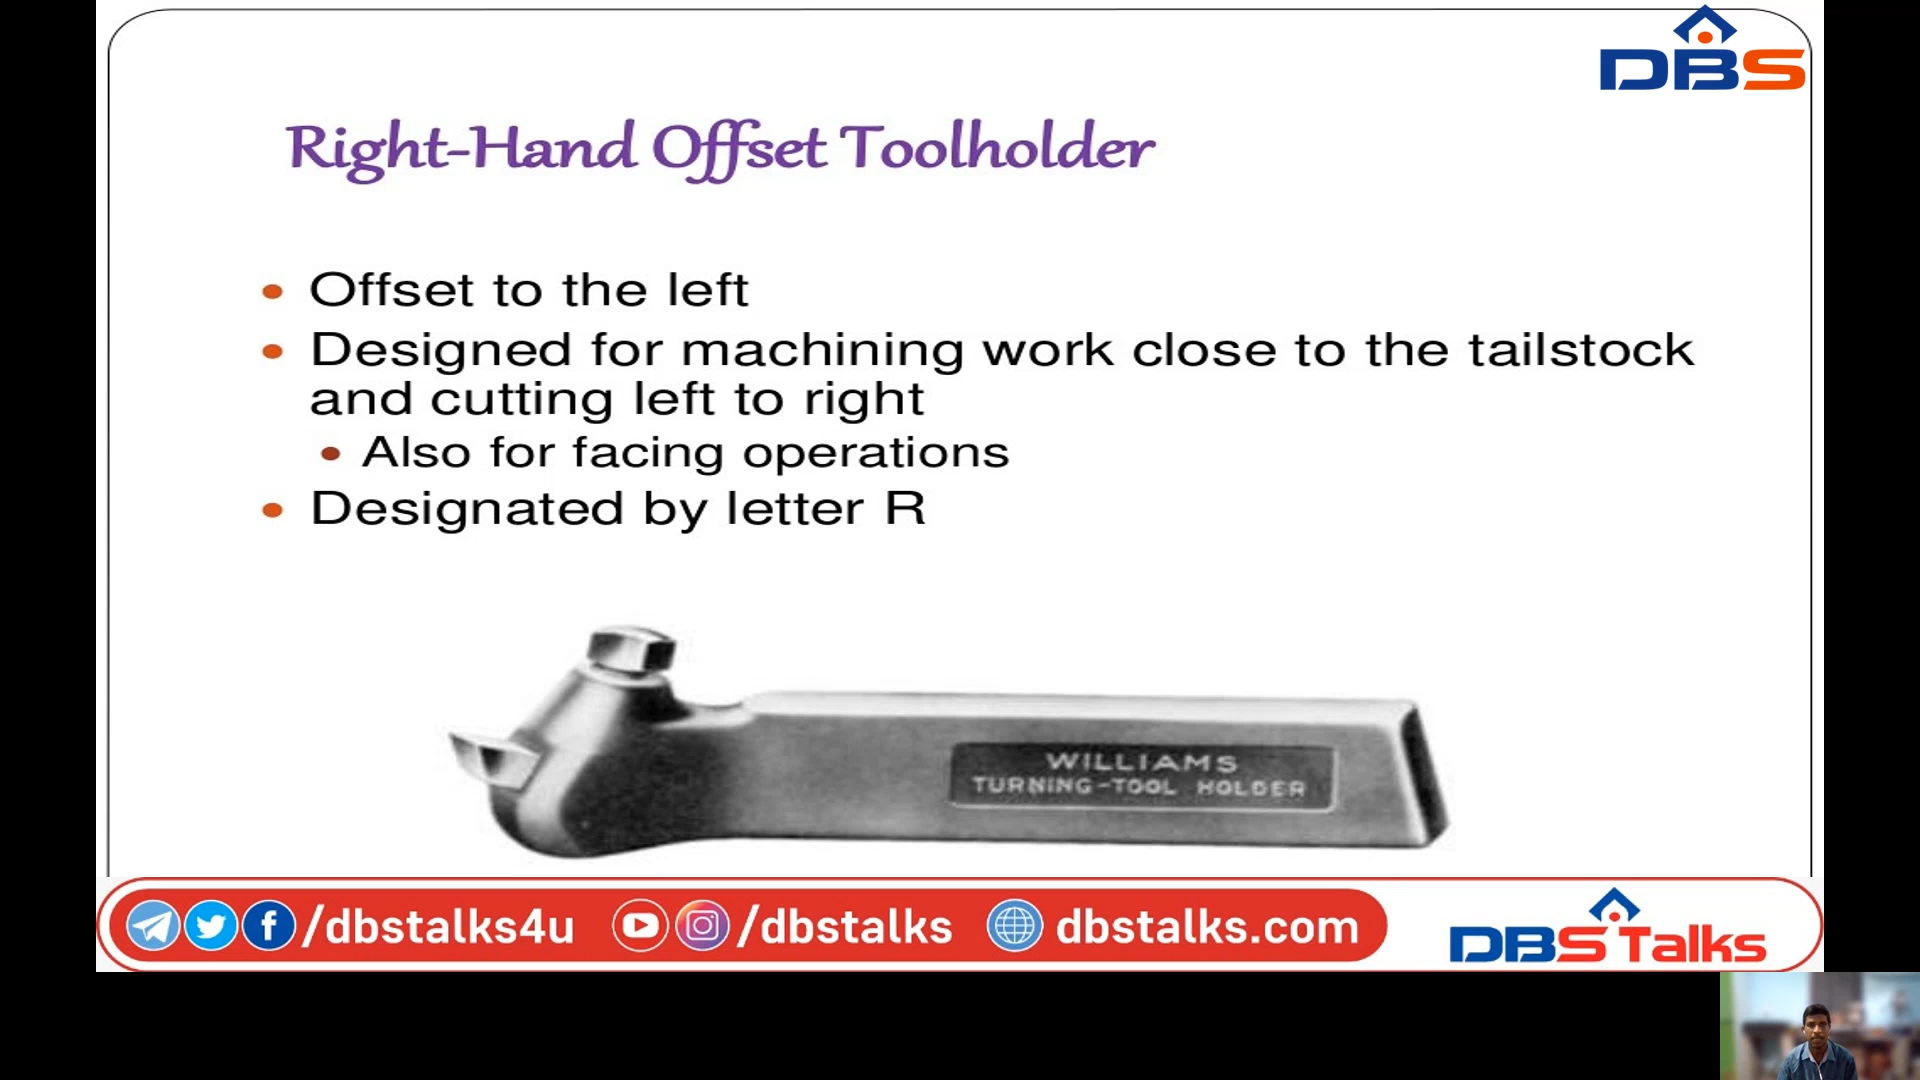 DBS
Right-Hand Offset Toolholder
• Offset to the left
• Designed for machining work close to the tailstock
and cutting left to right
• Also for facing operations
• Designated by letter R
WILLIAMS
TURNING-TOOL HOLDER
/dbstalks4u /dbstalks dbstalks.com
DBS Talks